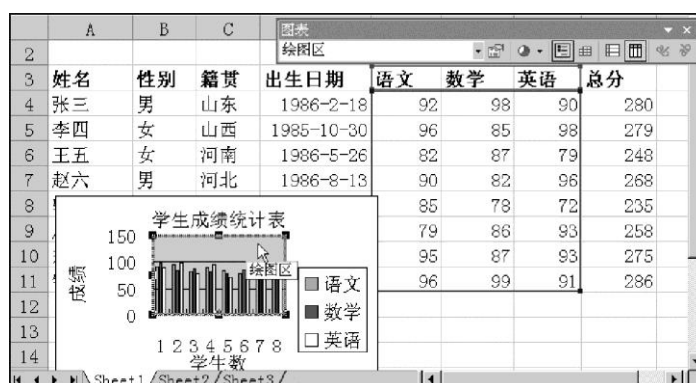 图表
绘图区
A B C
2
3 姓名 性别 籍贯 出生日期 语文 数学 英语 总分
4 张三 男 山东 1986-2-18 92 98 90 280
5 李四 女 山西 1985-10-30 96 85 98 279
6 王五 女 河南 1986-5-26 82 87 79 248
7 赵六 男 河北 1986-8-13 90 82 96 268
8 85 78 72 235
9 79 86 93 258
10 95 87 93 275
11 96 99 91 286
12
13
14
学生成绩统计表
150
100
50
0
成绩
绘图区
语文
数学
英语
1 2 3 4 5 6 7 8
学生数
Sheet1 / Sheet2 / Sheet3 /